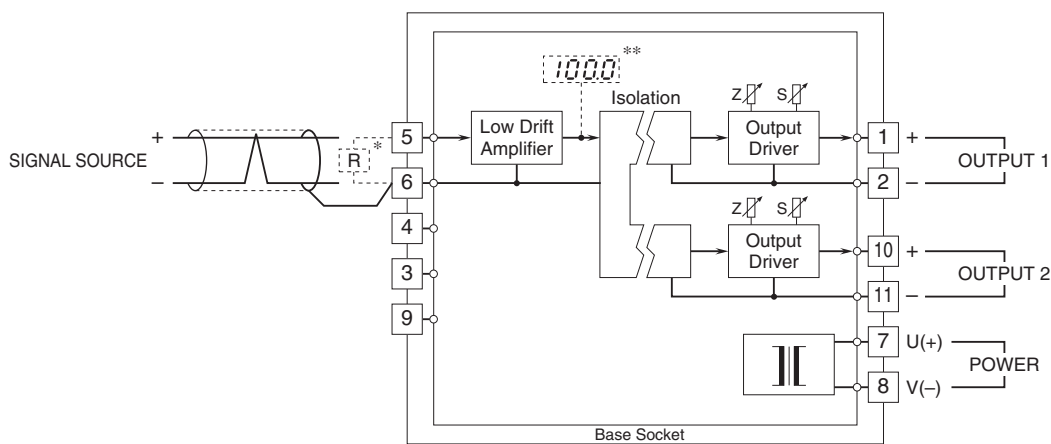 100.0**
Isolation
Z S
+
SIGNAL SOURCE
–
R*
5
6
4
3
9
Low Drift
Amplifier
Output
Driver
1 +
OUTPUT 1
2 –
Z S
Output
Driver
10 +
OUTPUT 2
11 –
7 U(+)
POWER
8 V(–)
Base Socket